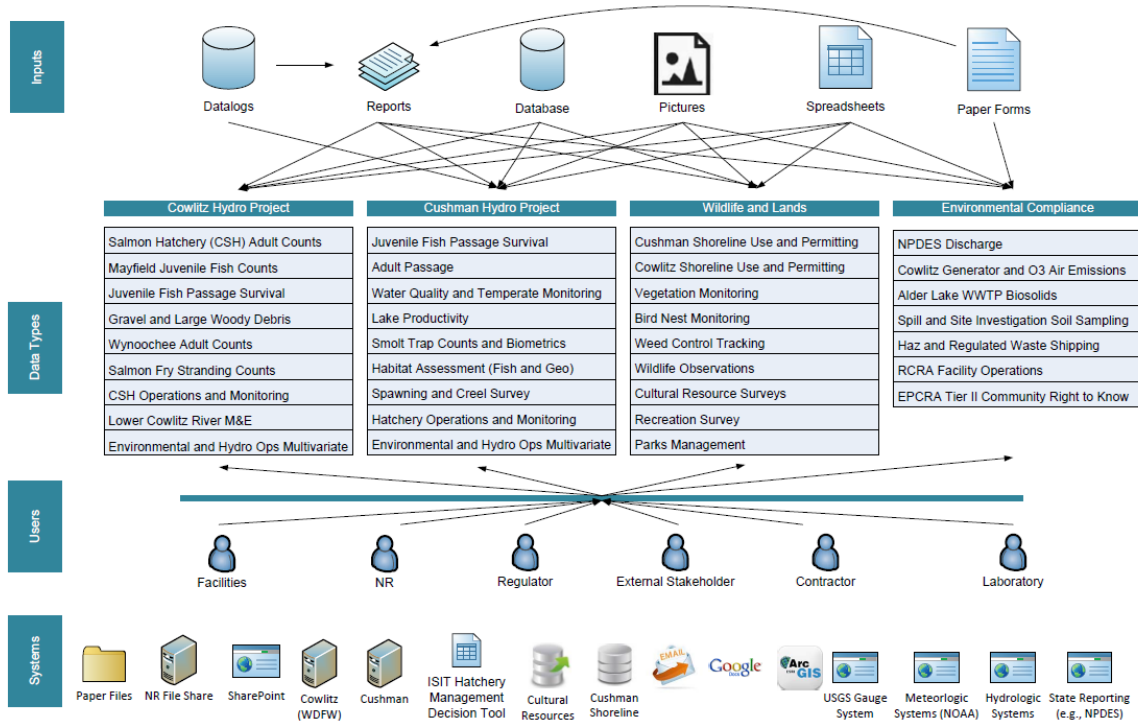 Inputs
Datalogs
Reports
Database
Pictures
Spreadsheets
Paper Forms
Data Types
Cowlitz Hydro Project
Salmon Hatchery (CSH) Adult Counts
Mayfield Juvenile Fish Counts
Juvenile Fish Passage Survival
Gravel and Large Woody Debris
Wynoochee Adult Counts
Salmon Fry Stranding Counts
CSH Operations and Monitoring
Lower Cowlitz River M&E
Environmental and Hydro Ops Multivariate
Cushman Hydro Project
Juvenile Fish Passage Survival
Adult Passage
Water Quality and Temperate Monitoring
Lake Productivity
Smolt Trap Counts and Biometrics
Habitat Assessment (Fish and Geo)
Spawning and Creel Survey
Hatchery Operations and Monitoring
Environmental and Hydro Ops Multivariate
Wildlife and Lands
Cushman Shoreline Use and Permitting
Cowlitz Shoreline Use and Permitting
Vegetation Monitoring
Bird Nest Monitoring
Weed Control Tracking
Wildlife Observations
Cultural Resource Surveys
Recreation Survey
Parks Management
Environmental Compliance
NPDES Discharge
Cowlitz Generator and O3 Air Emissions
Alder Lake WWTP Biosolids
Spill and Site Investigation Soil Sampling
Haz and Regulated Waste Shipping
RCRA Facility Operations
EPCRA Tier II Community Right to Know
Users
Facilities
NR
Regulator
External Stakeholder
Contractor
Laboratory
Systems
Paper Files
NR File Share
SharePoint
Cowlitz
(WDFW)
Cushman
ISIT Hatchery
Management
Decision Tool
Cultural
Resources
Cushman
Shoreline
EMAIL
Google
Docs
Arc
GIS
USGS Gauge
System
Meteorologic
Systems (NOAA)
Hydrologic
Systems
State Reporting
(e.g., NPDES)